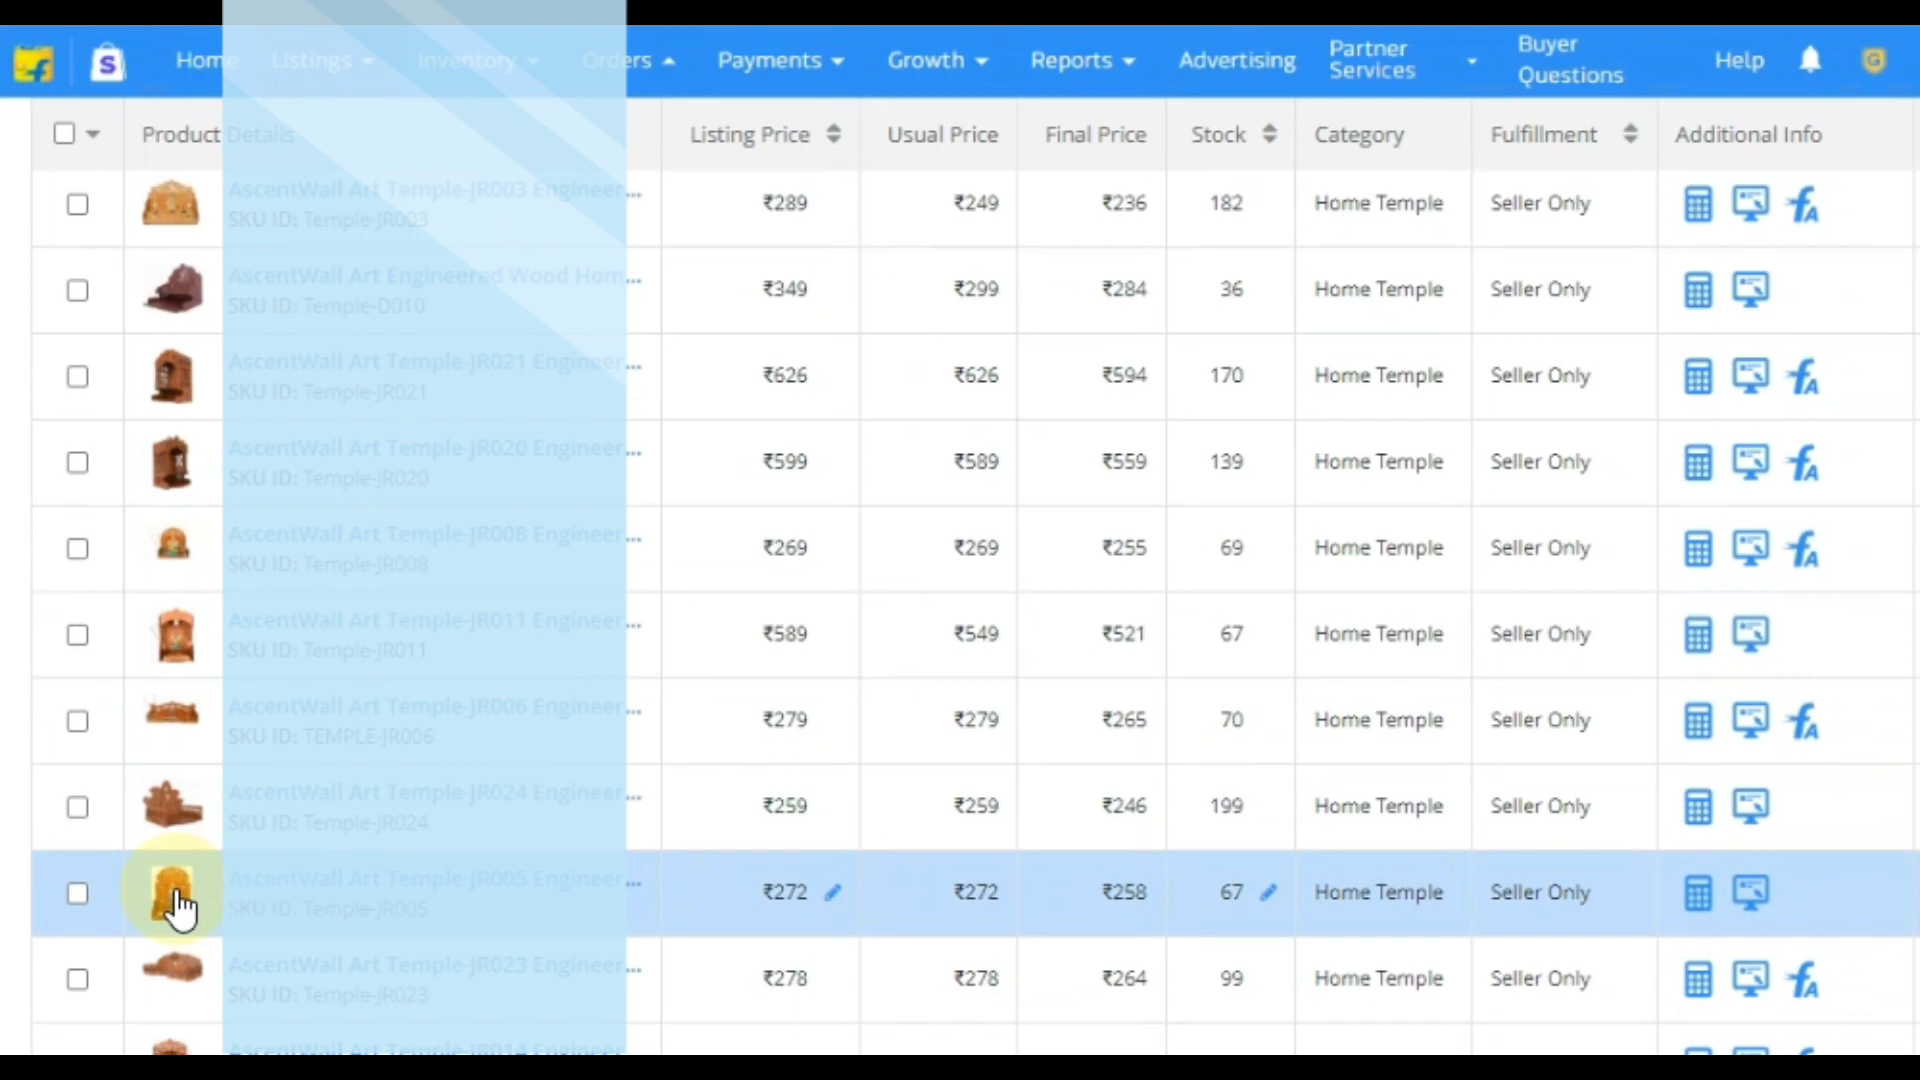 S Home Listings Inventory Orders Payments Growth Reports Advertising Partner Services Buyer Questions Help G
Product Details Listing Price Usual Price Final Price Stock Category Fulfillment Additional Info
AscentWall Art Temple-JR003 Engineer...
SKU ID: Temple-JR003
₹289 ₹249 ₹236 182 Home Temple Seller Only
AscentWall Art Engineered Wood Hom...
SKU ID: Temple-D010
₹349 ₹299 ₹284 36 Home Temple Seller Only
AscentWall Art Temple-JR021 Engineer...
SKU ID: Temple-JR021
₹626 ₹626 ₹594 170 Home Temple Seller Only
AscentWall Art Temple-JR020 Engineer...
SKU ID: Temple-JR020
₹599 ₹589 ₹559 139 Home Temple Seller Only
AscentWall Art Temple-JR008 Engineer...
SKU ID: Temple-JR008
₹269 ₹269 ₹255 69 Home Temple Seller Only
AscentWall Art Temple-JR011 Engineer...
SKU ID: Temple-JR011
₹589 ₹549 ₹521 67 Home Temple Seller Only
AscentWall Art Temple-JR006 Engineer...
SKU ID: TEMPLE-JR006
₹279 ₹279 ₹265 70 Home Temple Seller Only
AscentWall Art Temple-JR024 Engineer...
SKU ID: Temple-JR024
₹259 ₹259 ₹246 199 Home Temple Seller Only
AscentWall Art Temple-JR005 Engineer...
SKU ID: Temple-JR005
₹272 ₹272 ₹258 67 Home Temple Seller Only
AscentWall Art Temple-JR023 Engineer...
SKU ID: Temple-JR023
₹278 ₹278 ₹264 99 Home Temple Seller Only
AscentWall Art Temple-JR014 Engineer